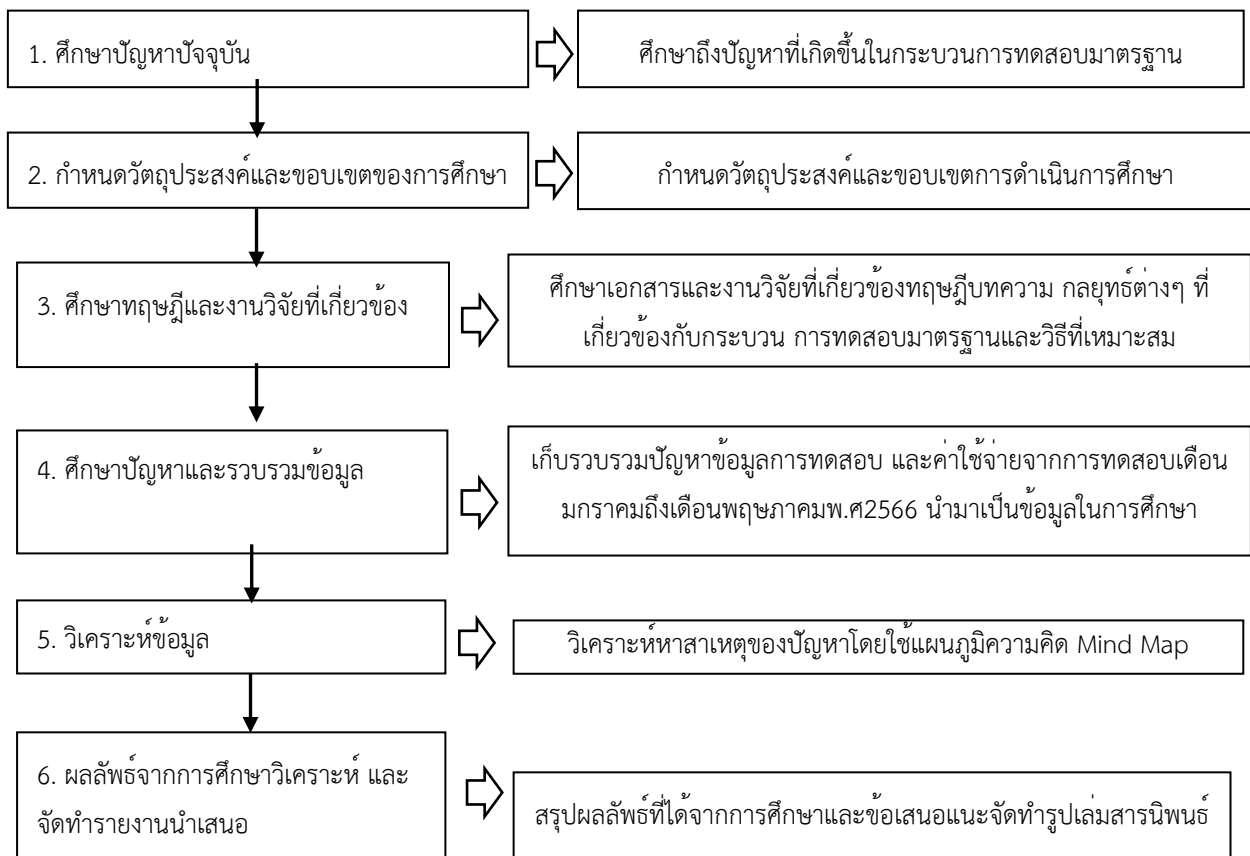 1. ศึกษาปัญหาปัจจุบัน
ศึกษาถึงปัญหาที่เกิดขึ้นในกระบวนการทดสอบมาตรฐาน
2. กำหนดวัตถุประสงค์และขอบเขตของการศึกษา
กำหนดวัตถุประสงค์และขอบเขตการดำเนินการศึกษา
3. ศึกษาทฤษฎีและงานวิจัยที่เกี่ยวข้อง
ศึกษาเอกสารและงานวิจัยที่เกี่ยวข้องทฤษฎีบทความ กลยุทธ์ต่างๆ ที่
เกี่ยวข้องกับกระบวน การทดสอบมาตรฐานและวิธีที่เหมาะสม
4. ศึกษาปัญหาและรวบรวมข้อมูล
เก็บรวบรวมปัญหาข้อมูลการทดสอบ และค่าใช้จ่ายจากการทดสอบเดือน
มกราคมถึงเดือนพฤษภาคมพ.ศ2566 นำมาเป็นข้อมูลในการศึกษา
5. วิเคราะห์ข้อมูล
วิเคราะห์หาสาเหตุของปัญหาโดยใช้แผนภูมิความคิด Mind Map
6. ผลลัพธ์จากการศึกษาวิเคราะห์ และ
จัดทำรายงานนำเสนอ
สรุปผลลัพธ์ที่ได้จากการศึกษาและข้อเสนอแนะจัดทำรูปเล่มสารนิพนธ์